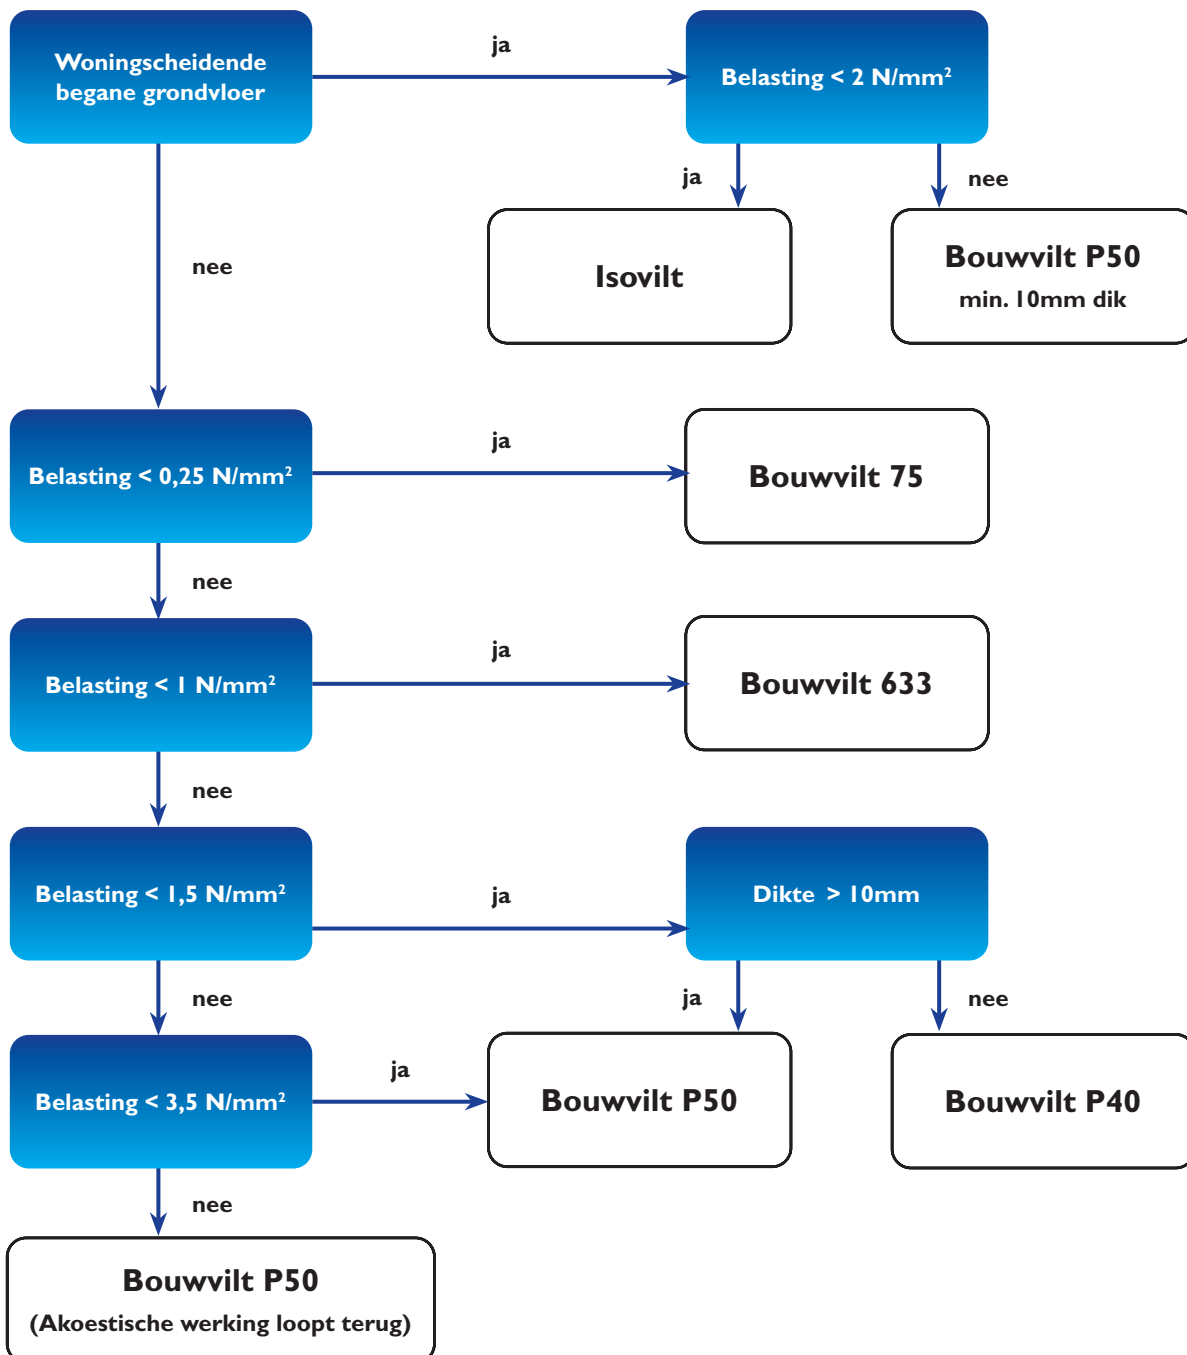 Woningscheidende
begane grondvloer
ja
Belasting < 2 N/mm²
ja
nee
nee
Isovilt
Bouwvilt P50
min. 10mm dik
Belasting < 0,25 N/mm²
ja
Bouwvilt 75
nee
Belasting < 1 N/mm²
ja
Bouwvilt 633
nee
Belasting < 1,5 N/mm²
ja
Dikte > 10mm
nee
ja
nee
Belasting < 3,5 N/mm²
ja
Bouwvilt P50
Bouwvilt P40
nee
Bouwvilt P50
(Akoestische werking loopt terug)